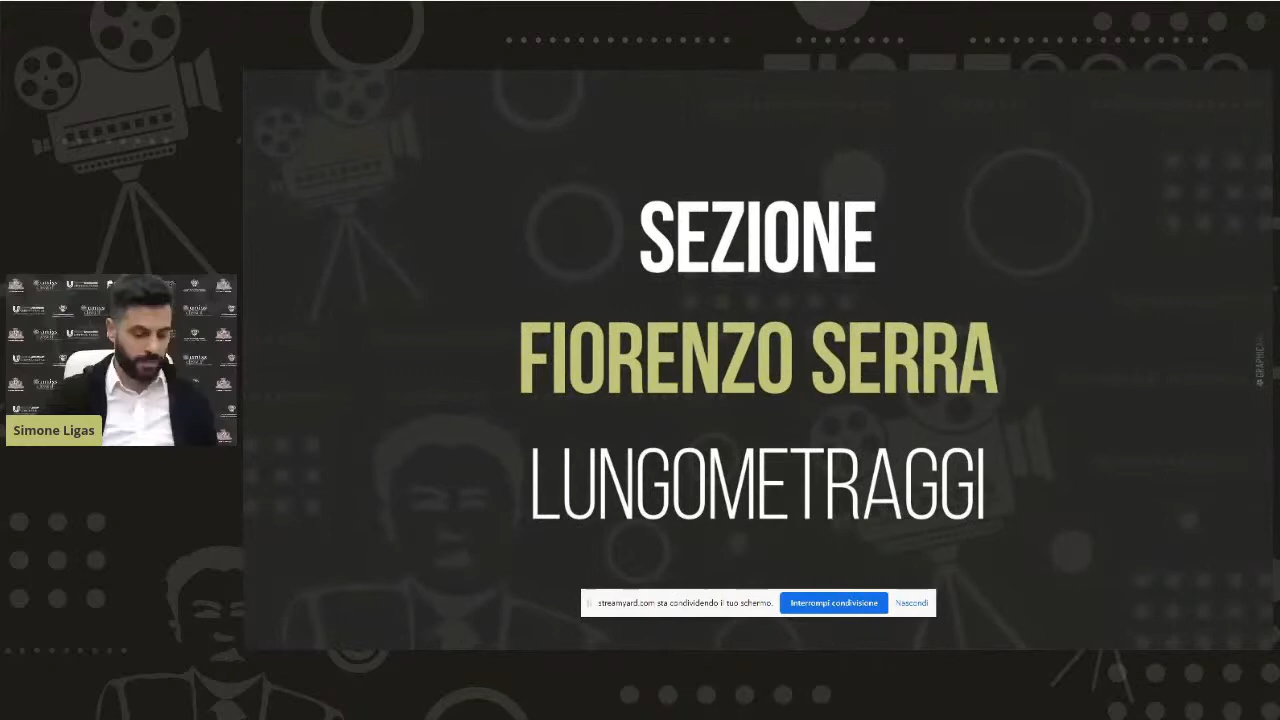 SEZIONE
FIORENZO SERRA
LUNGOMETRAGGI
Simone Ligas
streamyard.com sta condividendo il tuo schermo.
Interrompi condivisione
Nascondi